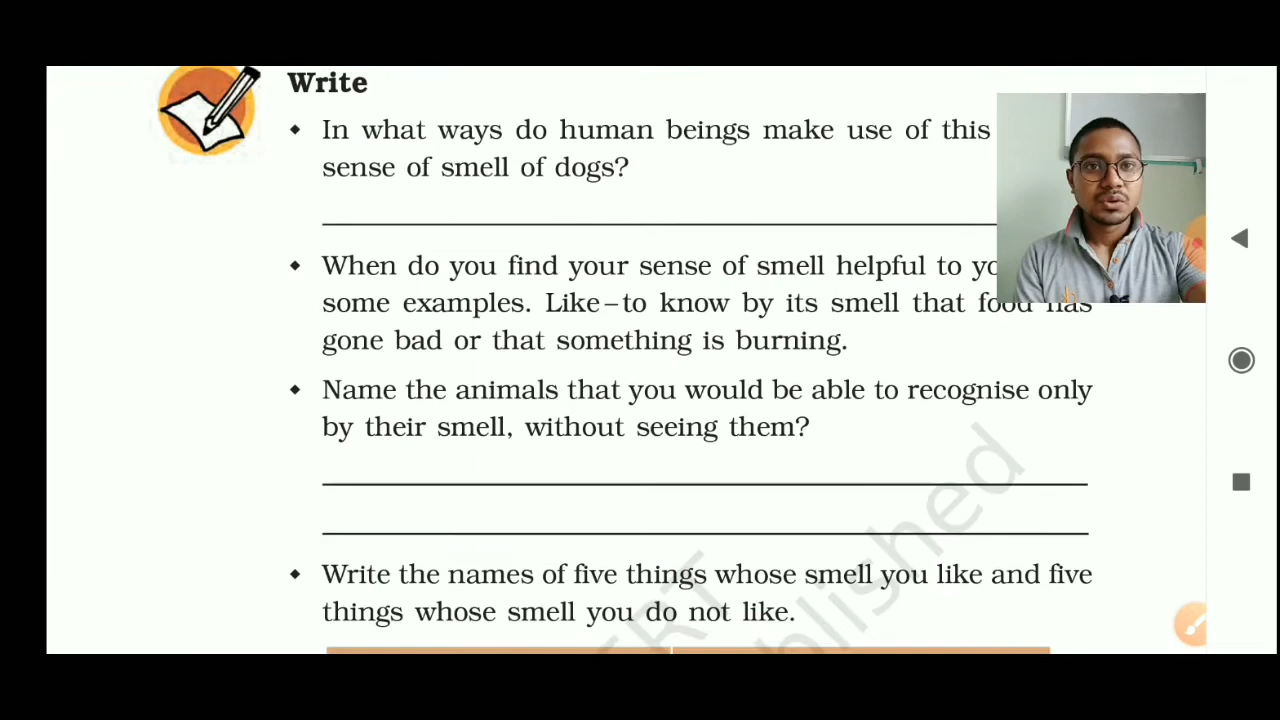 Write
• In what ways do human beings make use of this
sense of smell of dogs?
• When do you find your sense of smell helpful to
some examples. Like – to know by its smell that food has
gone bad or that something is burning.
• Name the animals that you would be able to recognise only
by their smell, without seeing them?
• Write the names of five things whose smell you like and five
things whose smell you do not like.